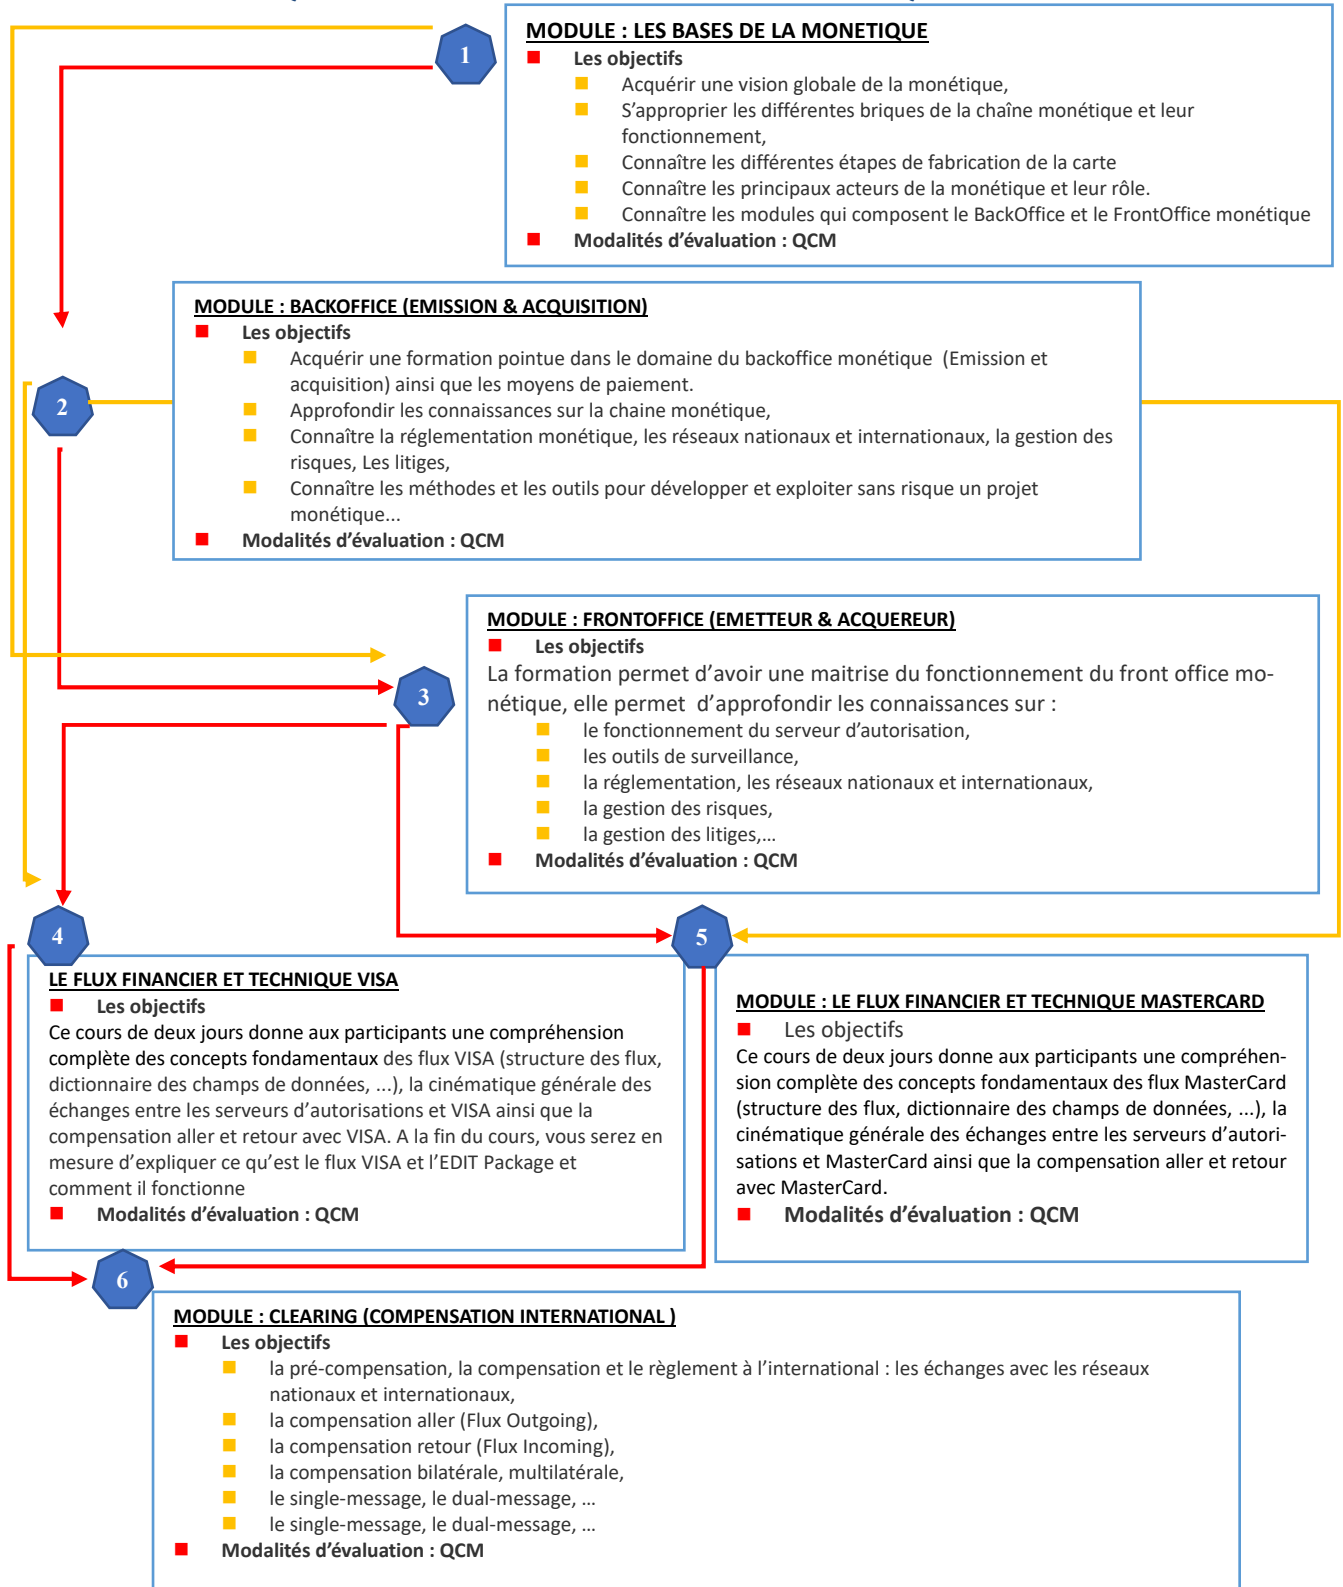 1
MODULE : LES BASES DE LA MONETIQUE
Les objectifs
Acquérir une vision globale de la monétique,
S'approprier les différentes briques de la chaîne monétique et leur
fonctionnement,
Connaître les différentes étapes de fabrication de la carte
Connaître les principaux acteurs de la monétique et leur rôle.
Connaître les modules qui composent le BackOffice et le FrontOffice monétique
Modalités d'évaluation : QCM
2
MODULE : BACKOFFICE (EMISSION & ACQUISITION)
Les objectifs
Acquérir une formation pointue dans le domaine du backoffice monétique (Emission et
acquisition) ainsi que les moyens de paiement.
Approfondir les connaissances sur la chaine monétique,
Connaître la réglementation monétique, les réseaux nationaux et internationaux, la gestion des
risques, Les litiges,
Connaître les méthodes et les outils pour développer et exploiter sans risque un projet
monétique...
Modalités d'évaluation : QCM
3
MODULE : FRONTOFFICE (EMETTEUR & ACQUEREUR)
Les objectifs
La formation permet d'avoir une maitrise du fonctionnement du front office mo-
nétique, elle permet d'approfondir les connaissances sur :
le fonctionnement du serveur d'autorisation,
les outils de surveillance,
la réglementation, les réseaux nationaux et internationaux,
la gestion des risques,
la gestion des litiges,…
Modalités d'évaluation : QCM
4
LE FLUX FINANCIER ET TECHNIQUE VISA
Les objectifs
Ce cours de deux jours donne aux participants une compréhension
complète des concepts fondamentaux des flux VISA (structure des flux,
dictionnaire des champs de données, ...), la cinématique générale des
échanges entre les serveurs d'autorisations et VISA ainsi que la
compensation aller et retour avec VISA. A la fin du cours, vous serez en
mesure d'expliquer ce qu'est le flux VISA et l'EDIT Package et
comment il fonctionne
Modalités d'évaluation : QCM
5
MODULE : LE FLUX FINANCIER ET TECHNIQUE MASTERCARD
Les objectifs
Ce cours de deux jours donne aux participants une compréhen-
sion complète des concepts fondamentaux des flux MasterCard
(structure des flux, dictionnaire des champs de données, ...), la
cinématique générale des échanges entre les serveurs d'autori-
sations et MasterCard ainsi que la compensation aller et retour
avec MasterCard.
Modalités d'évaluation : QCM
6
MODULE : CLEARING (COMPENSATION INTERNATIONAL )
Les objectifs
la pré-compensation, la compensation et le règlement à l'international : les échanges avec les réseaux
nationaux et internationaux,
la compensation aller (Flux Outgoing),
la compensation retour (Flux Incoming),
la compensation bilatérale, multilatérale,
le single-message, le dual-message, …
le single-message, le dual-message, …
Modalités d'évaluation : QCM